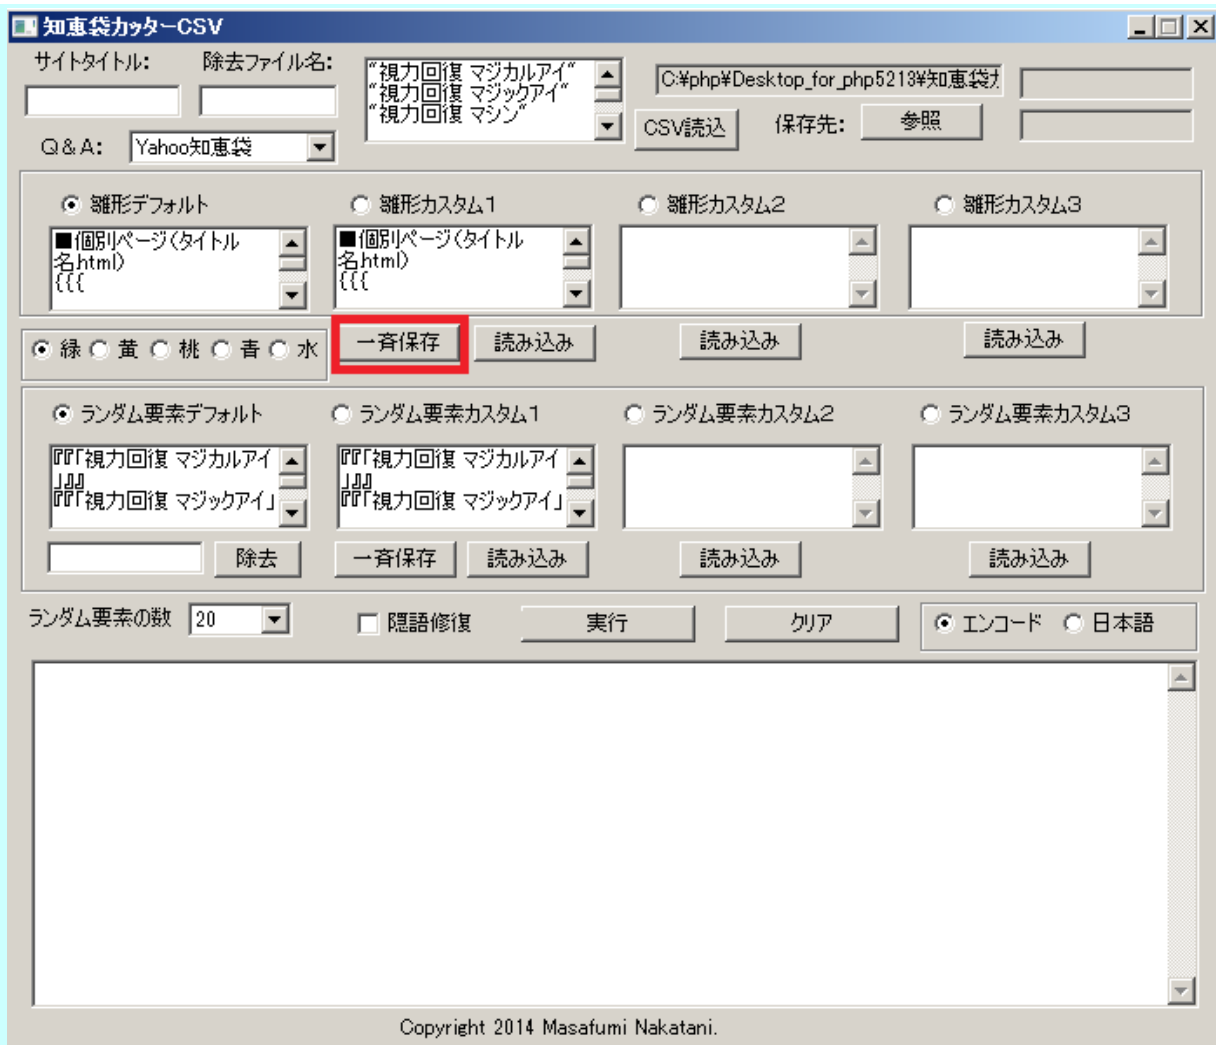 知恵袋カッターCSV
サイトタイトル:
除去ファイル名:
"視力回復 マジカルアイ"
"視力回復 マジックアイ"
"視力回復 マシン"
C:¥php¥Desktop_for_php5213¥知恵袋カ
CSV読込
保存先:
参照
Q&A:
Yahoo知恵袋
雛形デフォルト
雛形カスタム1
雛形カスタム2
雛形カスタム3
■個別ページ(タイトル
名.html)
{{{
■個別ページ(タイトル
名.html)
{{{
緑 黄 桃 青 水
一斉保存
読み込み
読み込み
読み込み
ランダム要素デフォルト
ランダム要素カスタム1
ランダム要素カスタム2
ランダム要素カスタム3
『『「視力回復 マジカルアイ
」』』
『『「視力回復 マジックアイ」
『『「視力回復 マジカルアイ
」』』
『『「視力回復 マジックアイ」
除去
一斉保存
読み込み
読み込み
読み込み
ランダム要素の数
20
隠語修復
実行
クリア
エンコード
日本語
Copyright 2014 Masafumi Nakatani.